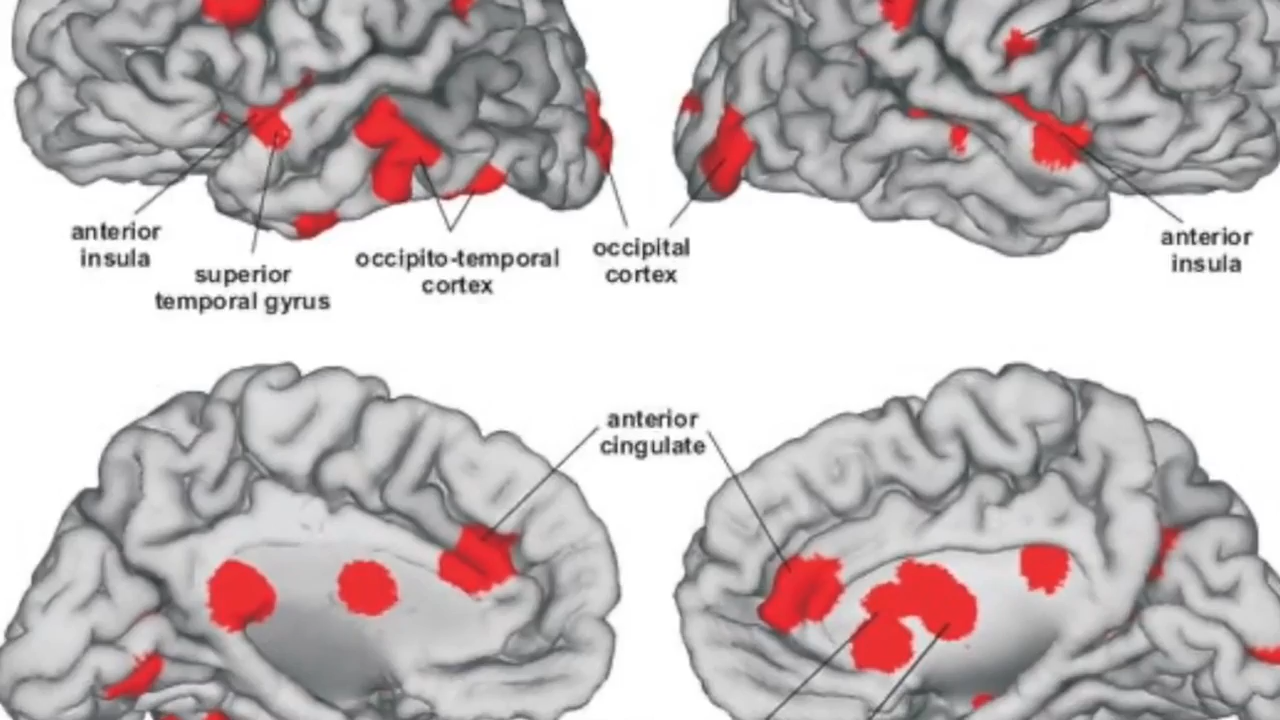 anterior
insula
superior
temporal gyrus
occipito-temporal
cortex
occipital
cortex
anterior
insula
anterior
cingulate